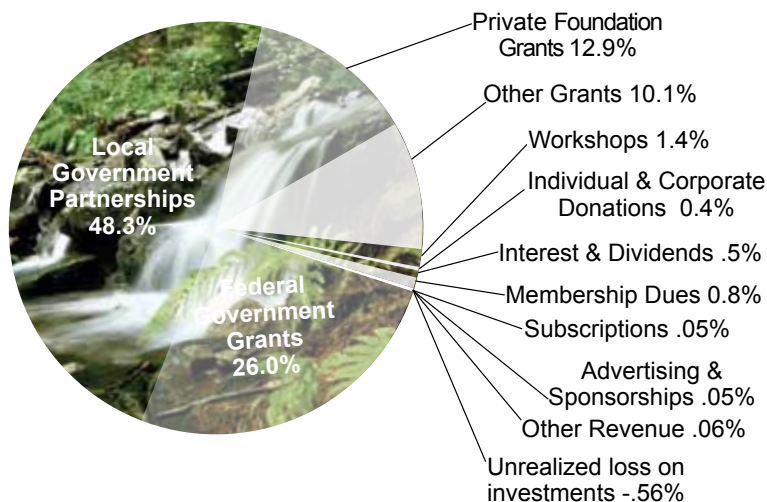 Private Foundation
Grants 12.9%
Other Grants 10.1%
Workshops 1.4%
Individual & Corporate
Donations 0.4%
Interest & Dividends .5%
Membership Dues 0.8%
Subscriptions .05%
Advertising &
Sponsorships .05%
Other Revenue .06%
Unrealized loss on
investments -.56%
Local
Government
Partnerships
48.3%
Federal
Government
Grants
26.0%